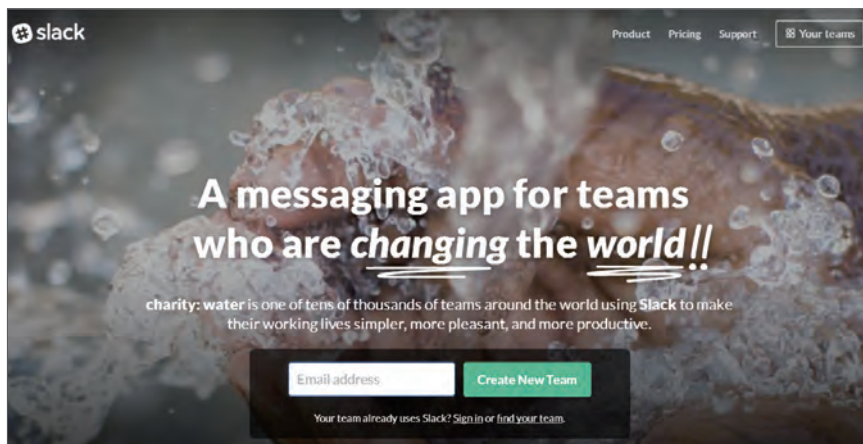 slack
Product Pricing Support Your teams
A messaging app for teams
who are changing the world!!
charity: water is one of tens of thousands of teams around the world using Slack to make
their working lives simpler, more pleasant, and more productive.
Email address Create New Team
Your team already uses Slack? Sign in or find your team.